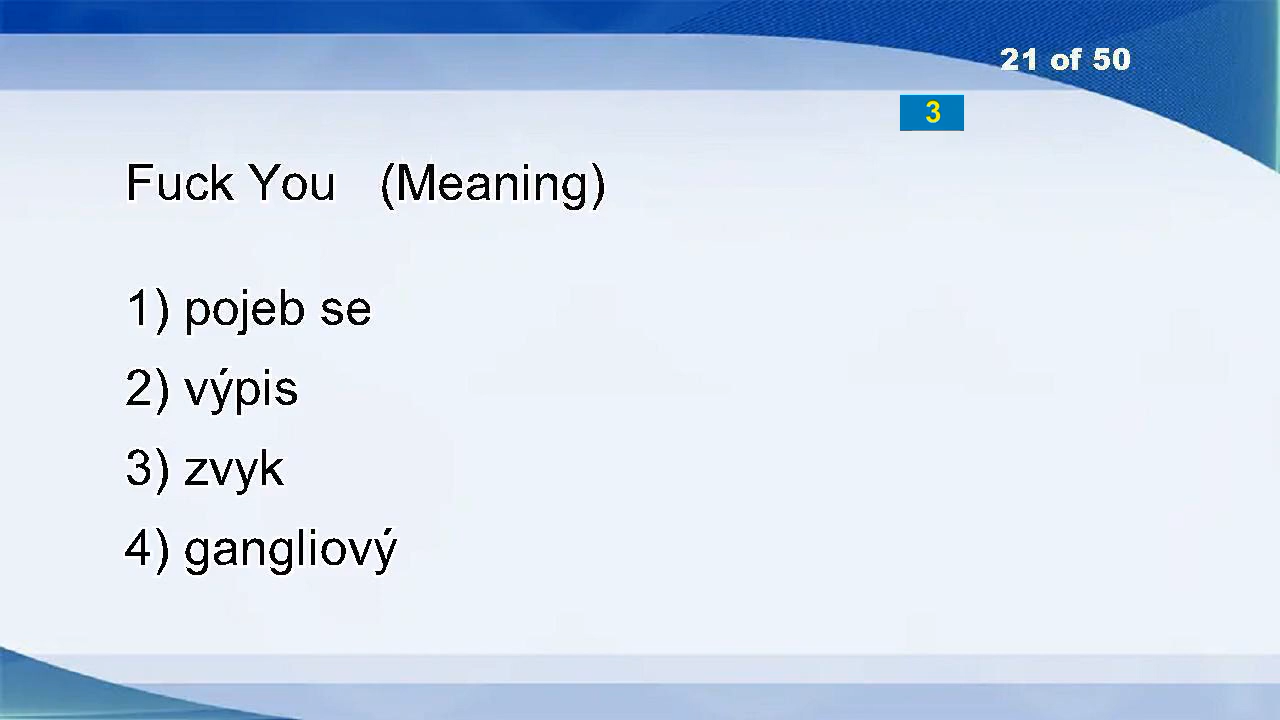 21 of 50
3
Fuck You (Meaning)
1) pojeb se
2) výpis
3) zvyk
4) gangliový